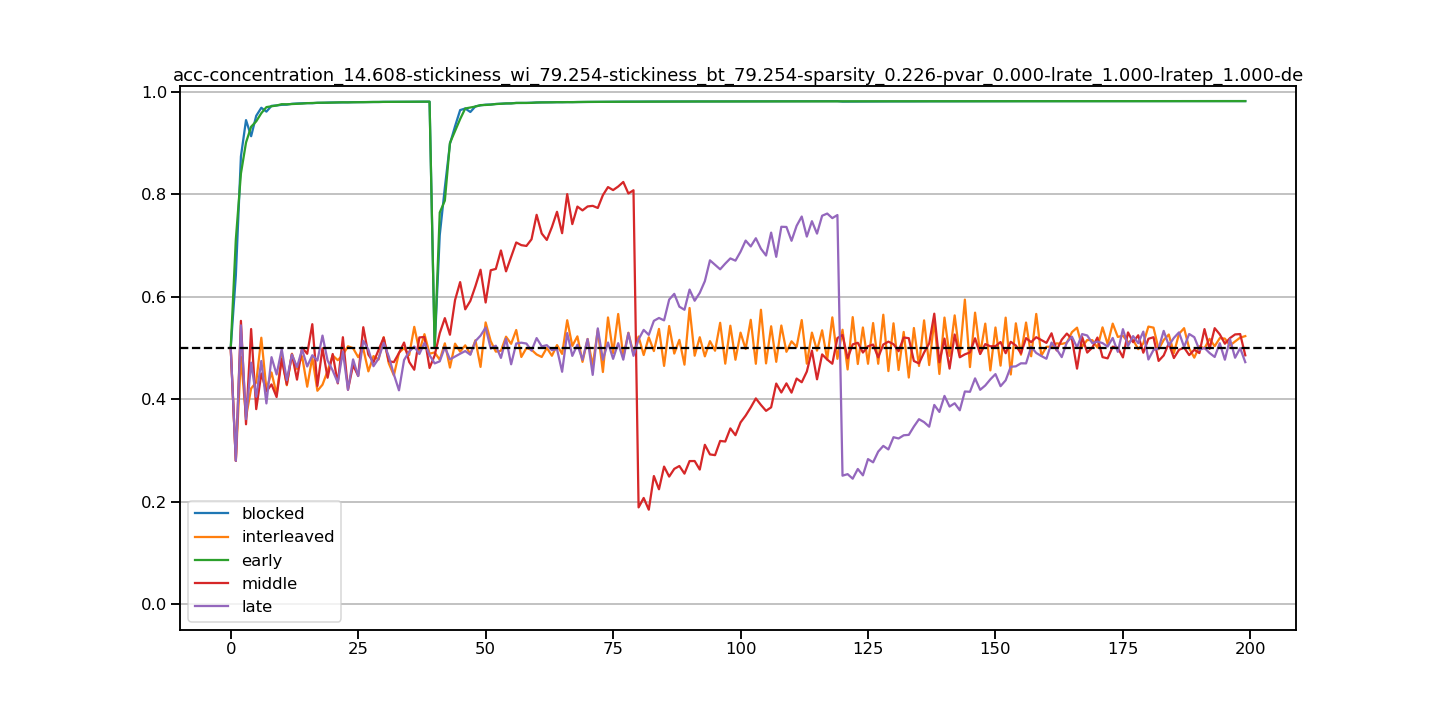 acc-concentration_14.608-stickiness_wi_79.254-stickiness_bt_79.254-sparsity_0.226-pvar_0.000-lrate_1.000-lratep_1.000-de
1.0
0.8
0.6
0.4
0.2
0.0
blocked
interleaved
early
middle
late
0 25 50 75 100 125 150 175 200